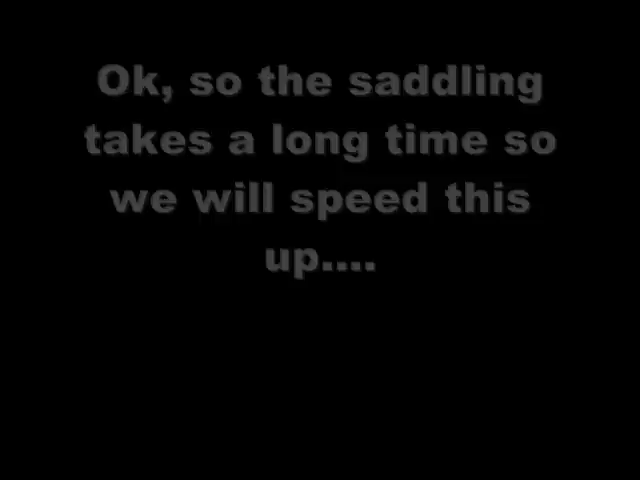 Ok, so the saddling
takes a long time so
we will speed this
up....